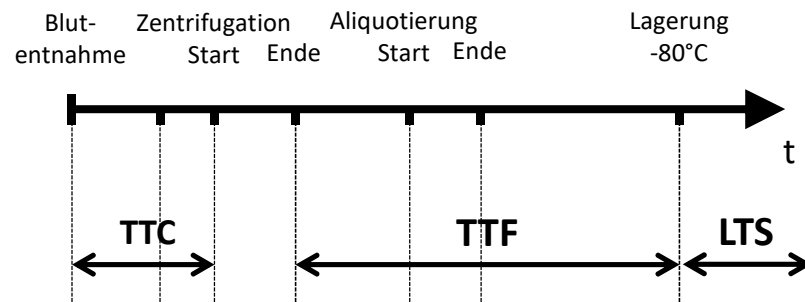 Blut-
entnahme
Zentrifugation
Start Ende
Aliquotierung
Start Ende
Lagerung
-80°C
t
TTC
TTF
LTS